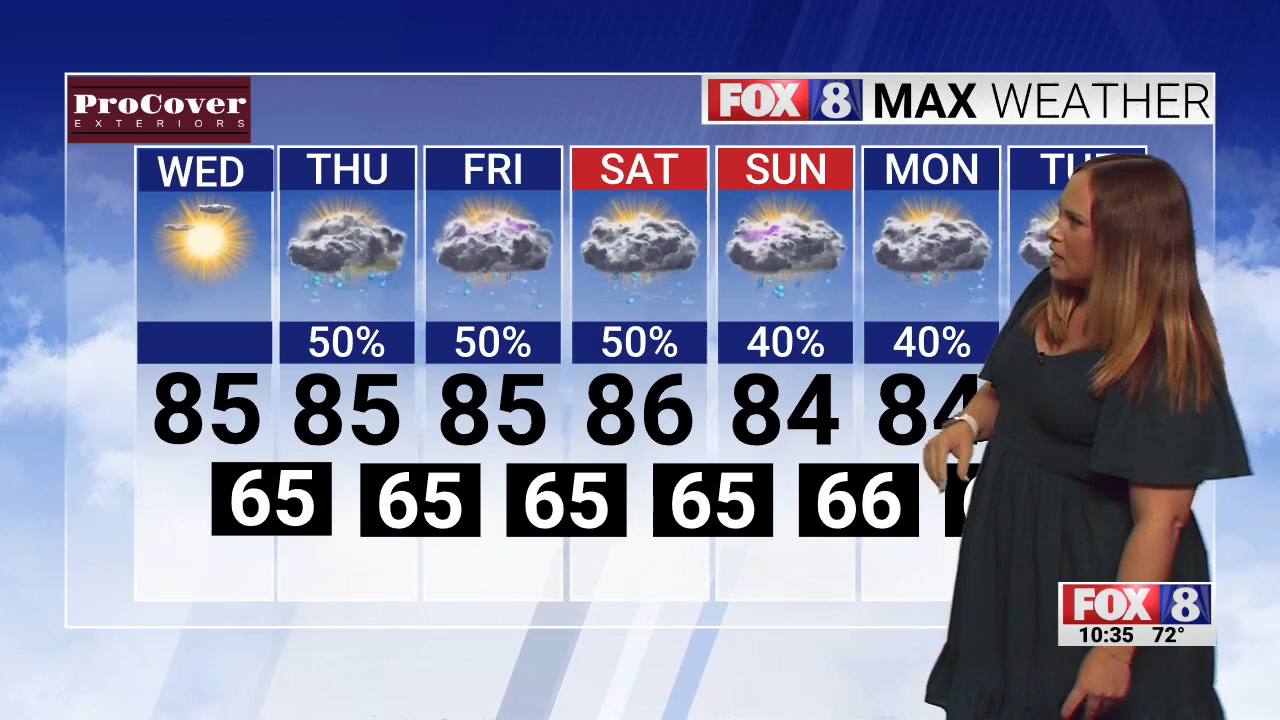 ProCover
EXTERIORS
FOX 8 MAX WEATHER
WED THU FRI SAT SUN MON
50% 50% 50% 40% 40%
85 85 85 86 84 84
65 65 65 65 66
FOX 8
10:35 72°